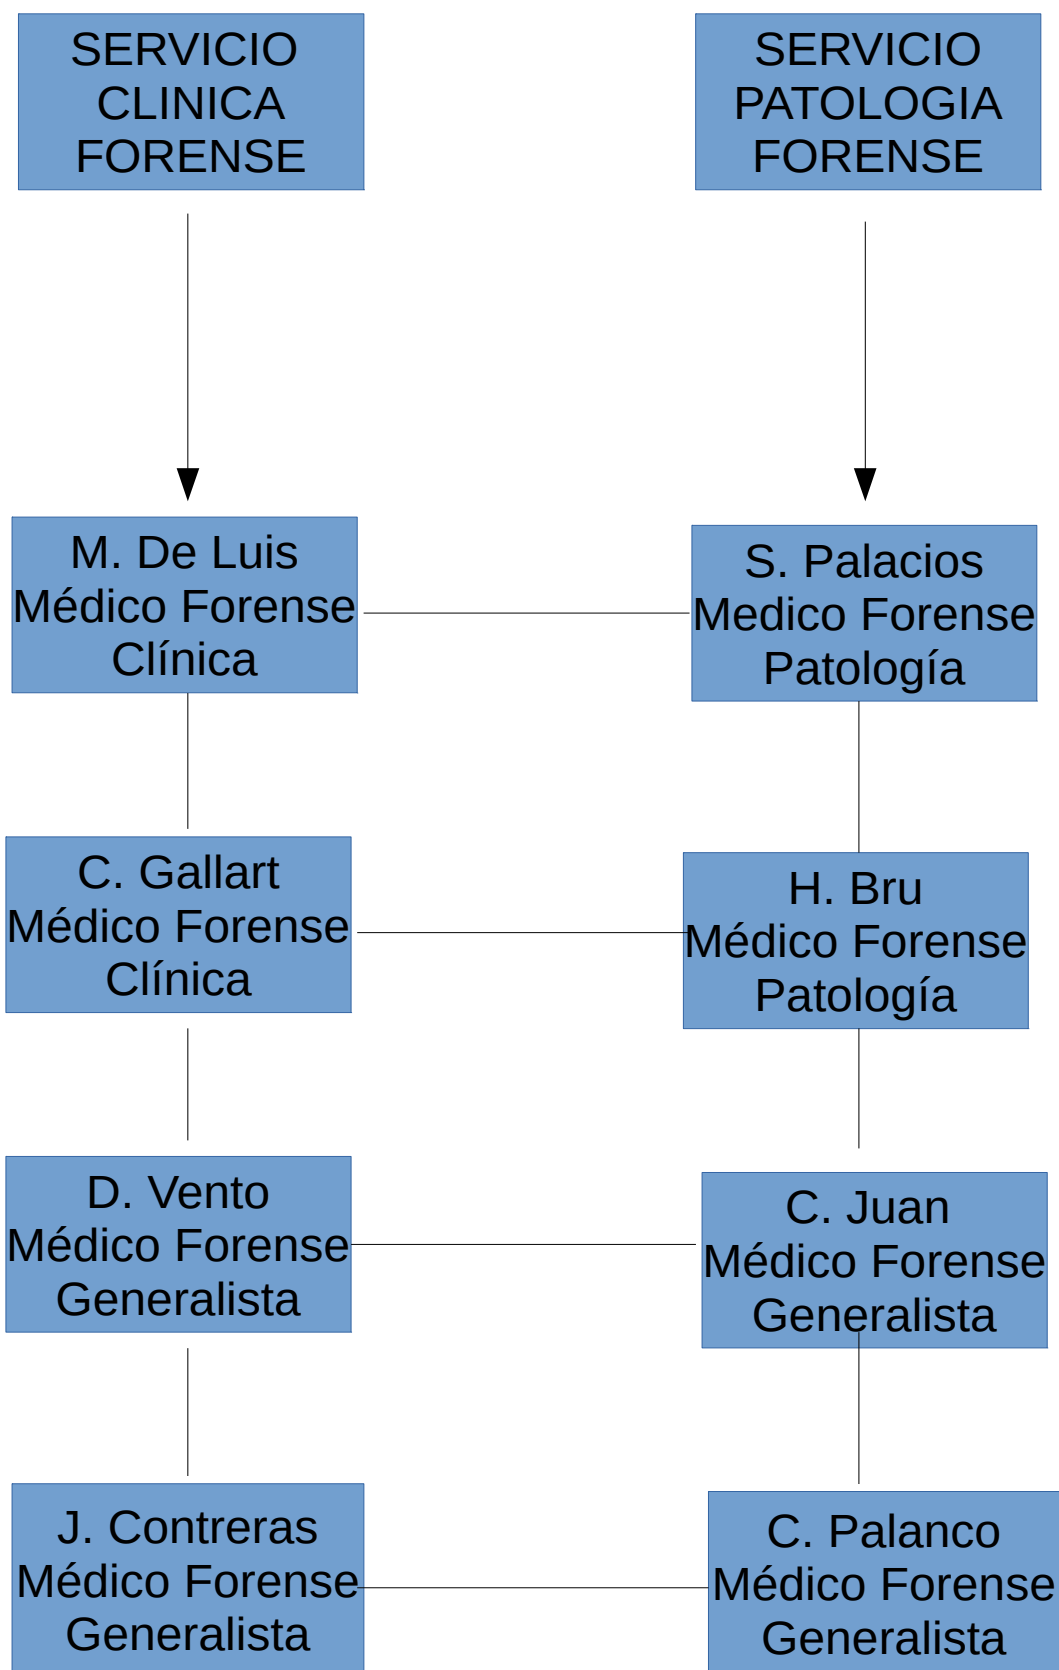 SERVICIO
CLINICA
FORENSE
SERVICIO
PATOLOGIA
FORENSE
M. De Luis
Médico Forense
Clínica
S. Palacios
Medico Forense
Patología
C. Gallart
Médico Forense
Clínica
H. Bru
Médico Forense
Patología
D. Vento
Médico Forense
Generalista
C. Juan
Médico Forense
Generalista
J. Contreras
Médico Forense
Generalista
C. Palanco
Médico Forense
Generalista